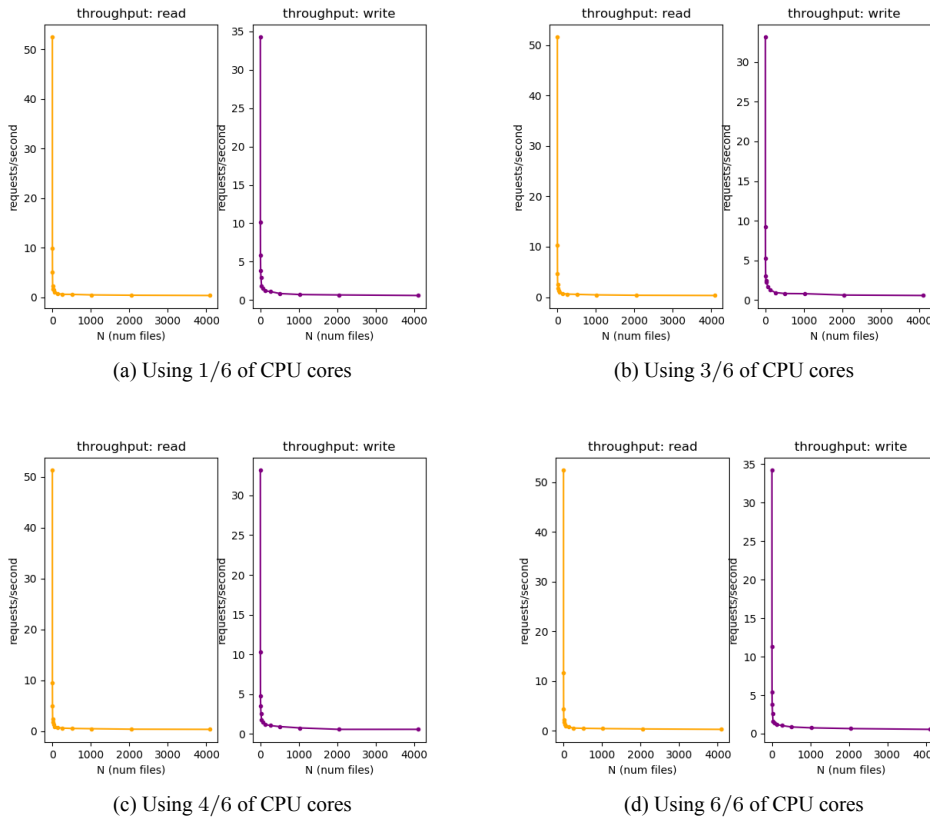 throughput: read
requests/second
50
40
30
20
10
0
0 1000 2000 3000 4000
N (num files)
throughput: write
requests/second
35
30
25
20
15
10
5
0
0 1000 2000 3000 4000
N (num files)
(a) Using 1/6 of CPU cores
throughput: read
requests/second
50
40
30
20
10
0
0 1000 2000 3000 4000
N (num files)
throughput: write
requests/second
30
25
20
15
10
5
0
0 1000 2000 3000 4000
N (num files)
(b) Using 3/6 of CPU cores
throughput: read
requests/second
50
40
30
20
10
0
0 1000 2000 3000 4000
N (num files)
throughput: write
requests/second
30
25
20
15
10
5
0
0 1000 2000 3000 4000
N (num files)
(c) Using 4/6 of CPU cores
throughput: read
requests/second
50
40
30
20
10
0
0 1000 2000 3000 4000
N (num files)
throughput: write
requests/second
35
30
25
20
15
10
5
0
0 1000 2000 3000 4000
N (num files)
(d) Using 6/6 of CPU cores